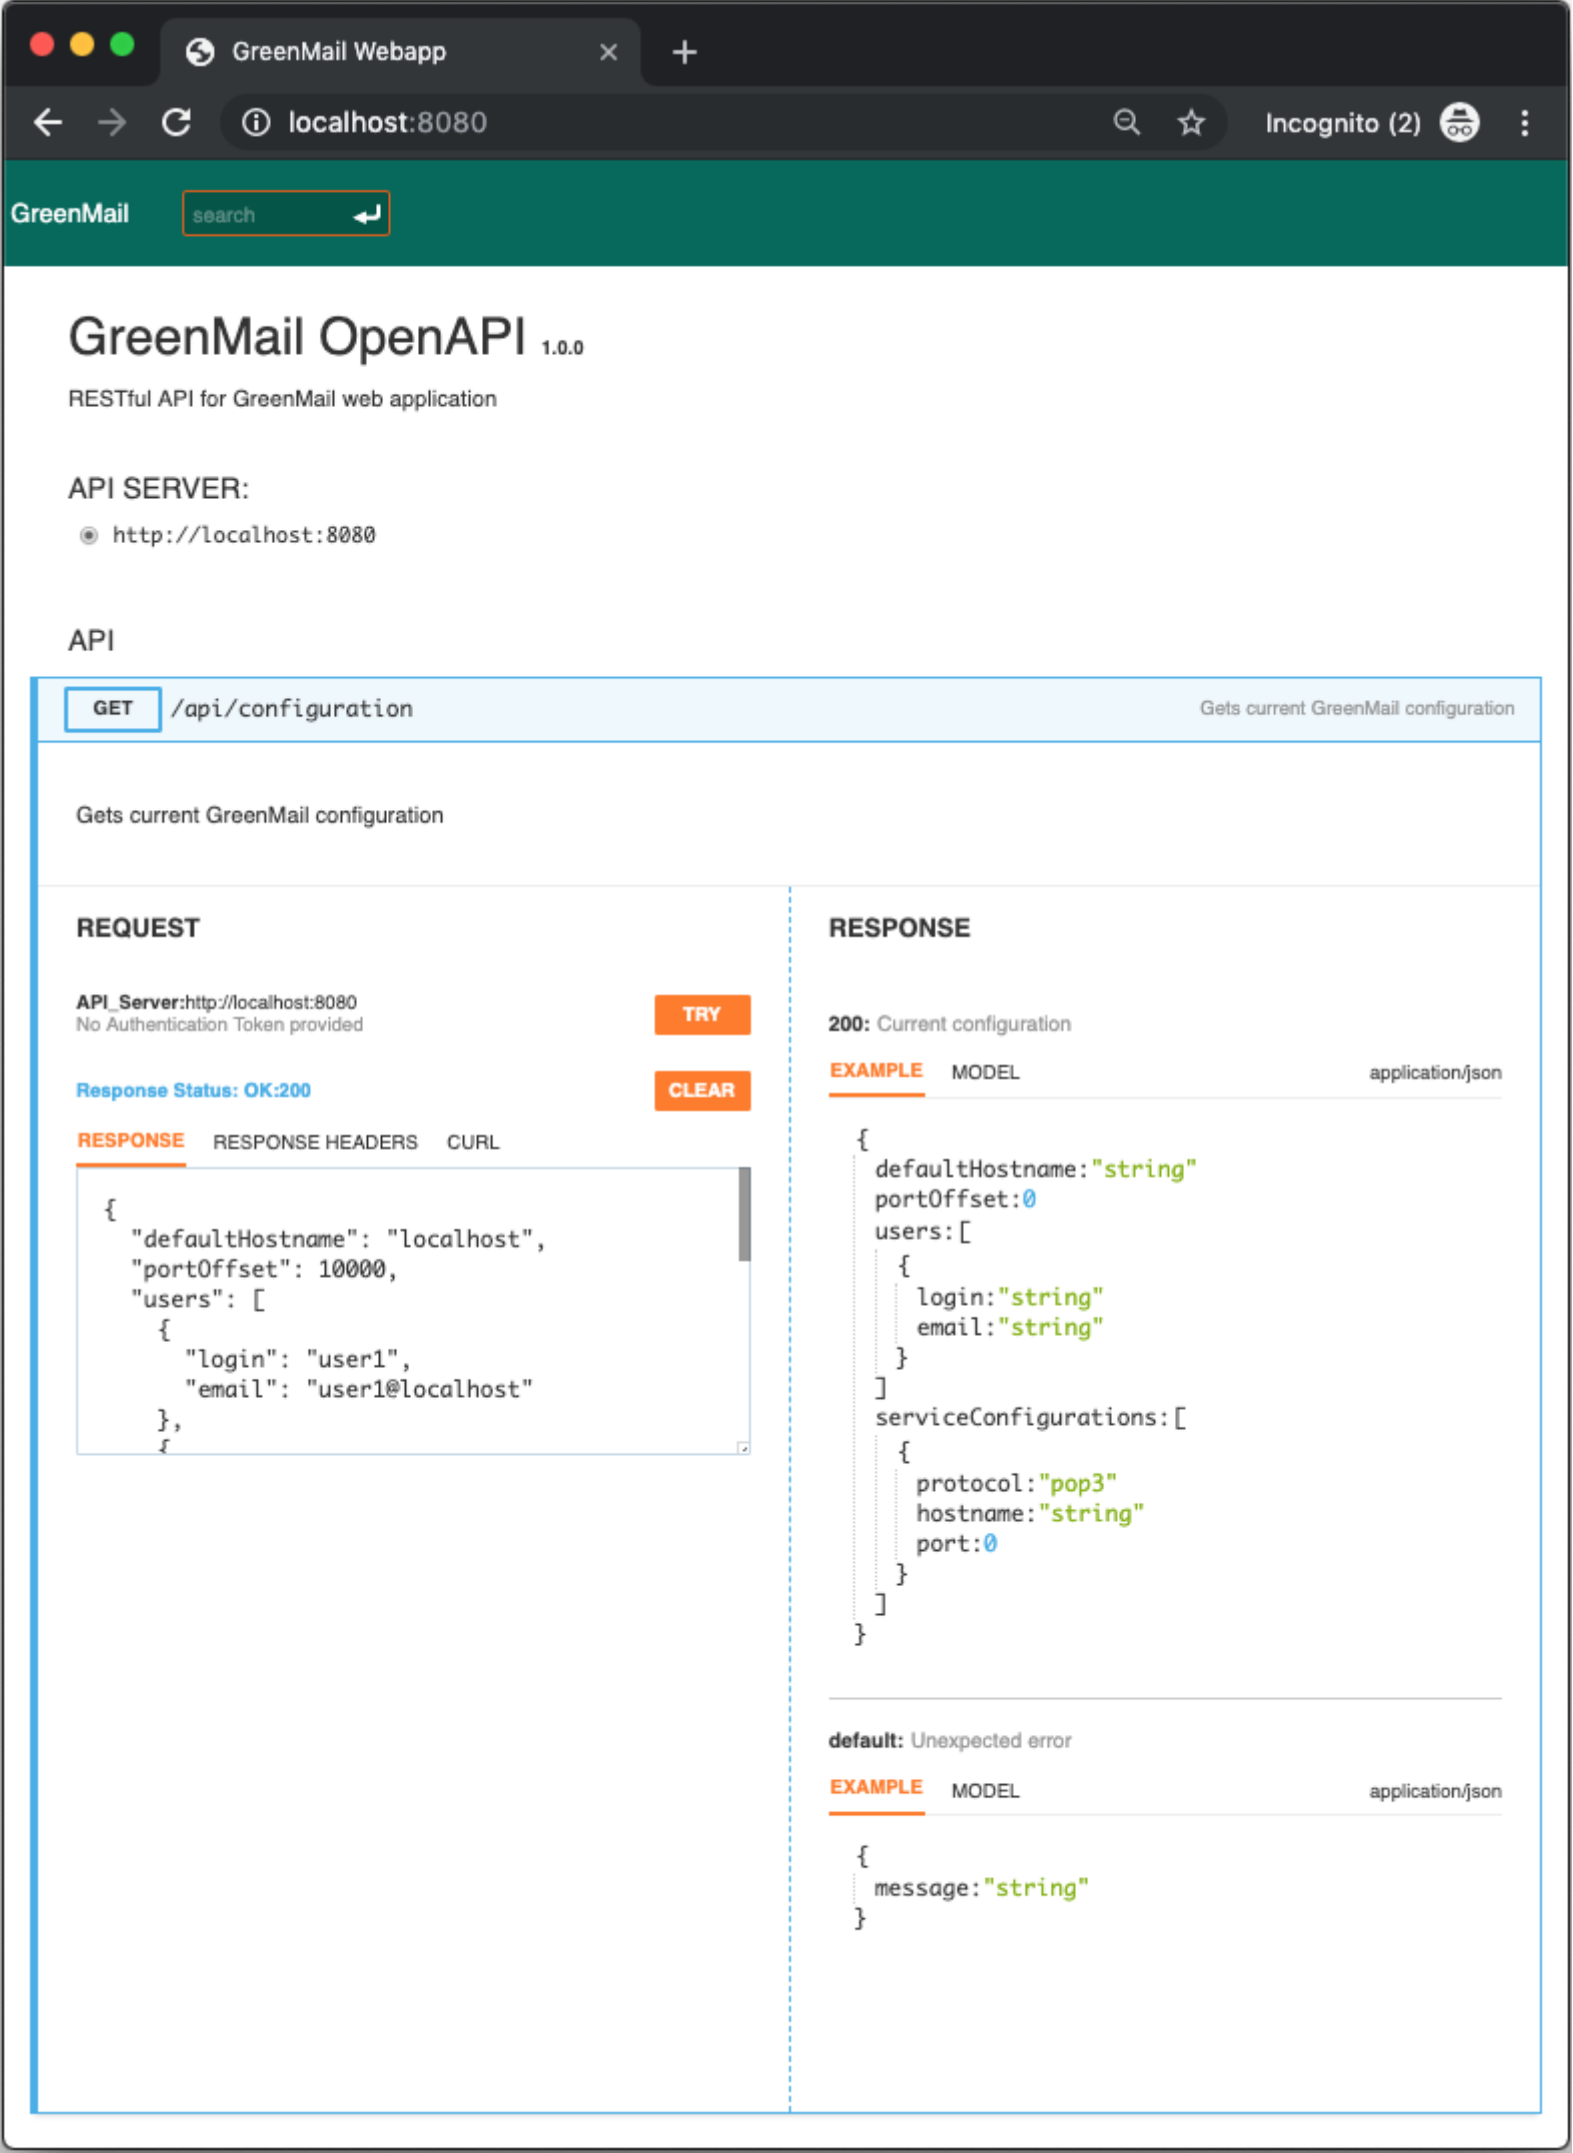 GreenMail Webapp
localhost:8080
Incognito (2)
GreenMail
search
GreenMail OpenAPI 1.0.0
RESTful API for GreenMail web application
API SERVER:
http://localhost:8080
API
GET /api/configuration Gets current GreenMail configuration
Gets current GreenMail configuration
REQUEST
API_Server:http://localhost:8080
No Authentication Token provided
TRY
Response Status: OK:200
CLEAR
RESPONSE RESPONSE HEADERS CURL
{
"defaultHostname": "localhost",
"portOffset": 10000,
"users": [
{
"login": "user1",
"email": "user1@localhost"
},
{
RESPONSE
200: Current configuration
EXAMPLE MODEL application/json
{
defaultHostname:"string"
portOffset:0
users:[
{
login:"string"
email:"string"
}
]
serviceConfigurations:[
{
protocol:"pop3"
hostname:"string"
port:0
}
]
}
default: Unexpected error
EXAMPLE MODEL application/json
{
message:"string"
}